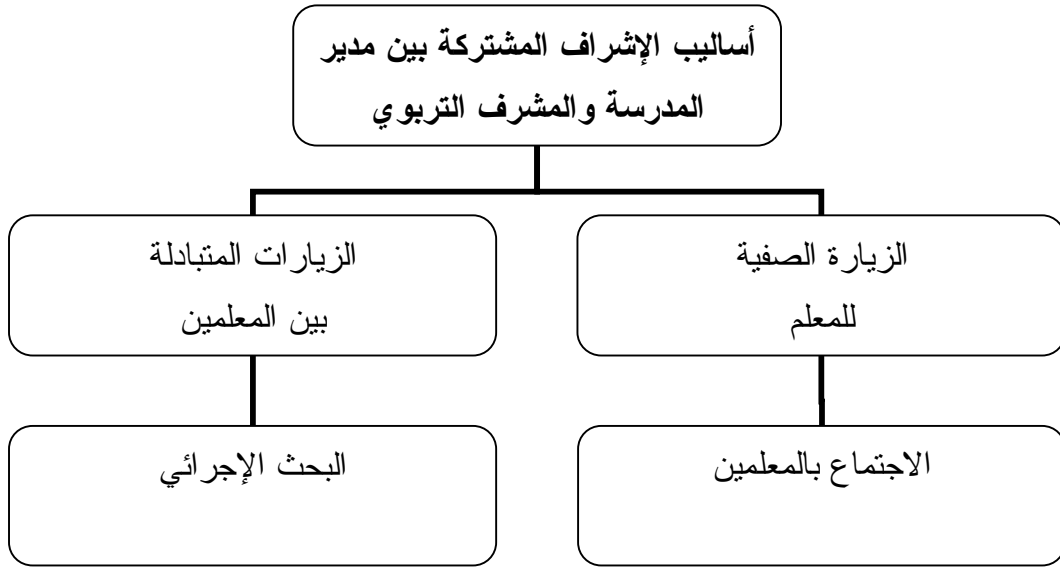 أساليب الإشراف المشتركة بين مدير
المدرسة والمشرف التربوي
الزيارة الصفية
للمعلم
الزيارات المتبادلة
بين المعلمين
الاجتماع بالمعلمين
البحث الإجرائي